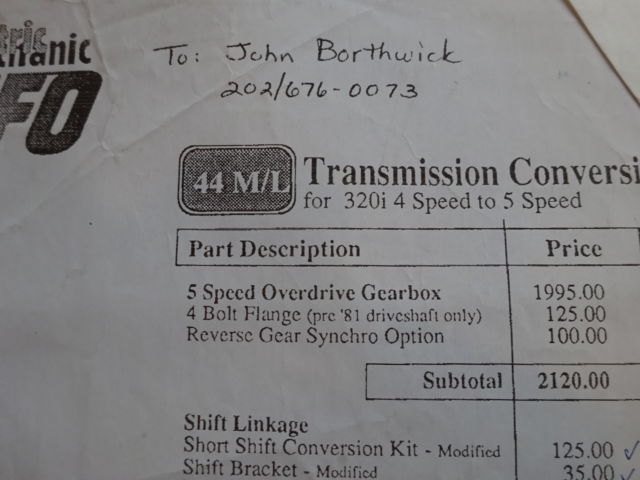 To: John Borthwick
202/676-0073
FO
44 M/L Transmission Conversi
for 320i 4 Speed to 5 Speed
Part Description Price
5 Speed Overdrive Gearbox 1995.00
4 Bolt Flange (pre '81 driveshaft only) 125.00
Reverse Gear Synchro Option 100.00
Subtotal 2120.00
Shift Linkage
Short Shift Conversion Kit - Modified 125.00 ✓
Shift Bracket - Modified 35.00 ✓